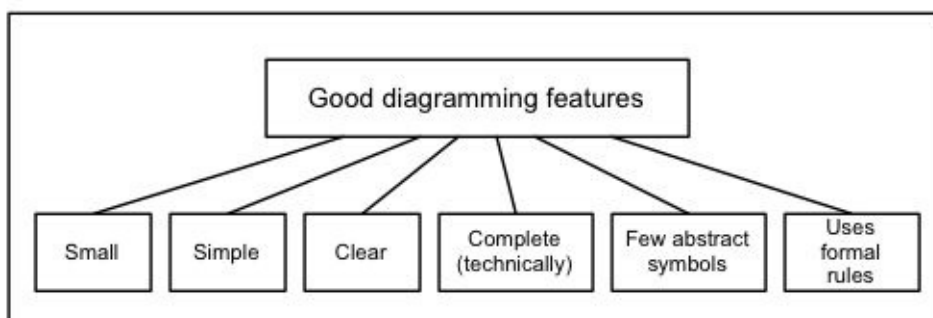 Good diagramming features
Small
Simple
Clear
Complete
(technically)
Few abstract
symbols
Uses
formal
rules